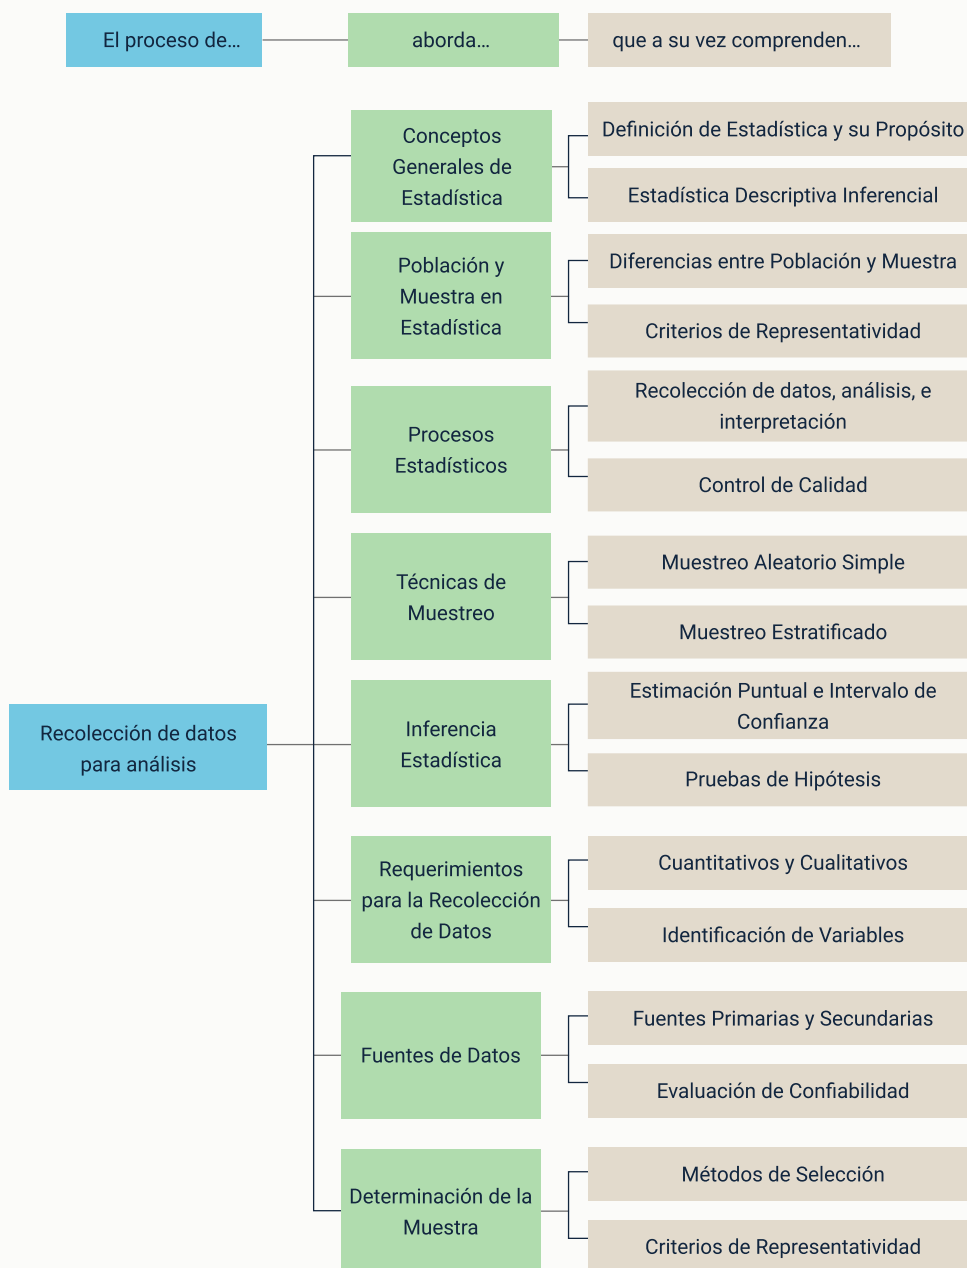 El proceso de...
aborda...
que a su vez comprenden...
Conceptos
Generales de
Estadística
Definición de Estadística y su Propósito
Estadística Descriptiva Inferencial
Población y
Muestra en
Estadística
Diferencias entre Población y Muestra
Criterios de Representatividad
Procesos
Estadísticos
Recolección de datos, análisis, e
interpretación
Control de Calidad
Técnicas de
Muestreo
Muestreo Aleatorio Simple
Muestreo Estratificado
Recolección de datos
para análisis
Inferencia
Estadística
Estimación Puntual e Intervalo de
Confianza
Pruebas de Hipótesis
Requerimientos
para la Recolección
de Datos
Cuantitativos y Cualitativos
Identificación de Variables
Fuentes de Datos
Fuentes Primarias y Secundarias
Evaluación de Confiabilidad
Determinación de la
Muestra
Métodos de Selección
Criterios de Representatividad